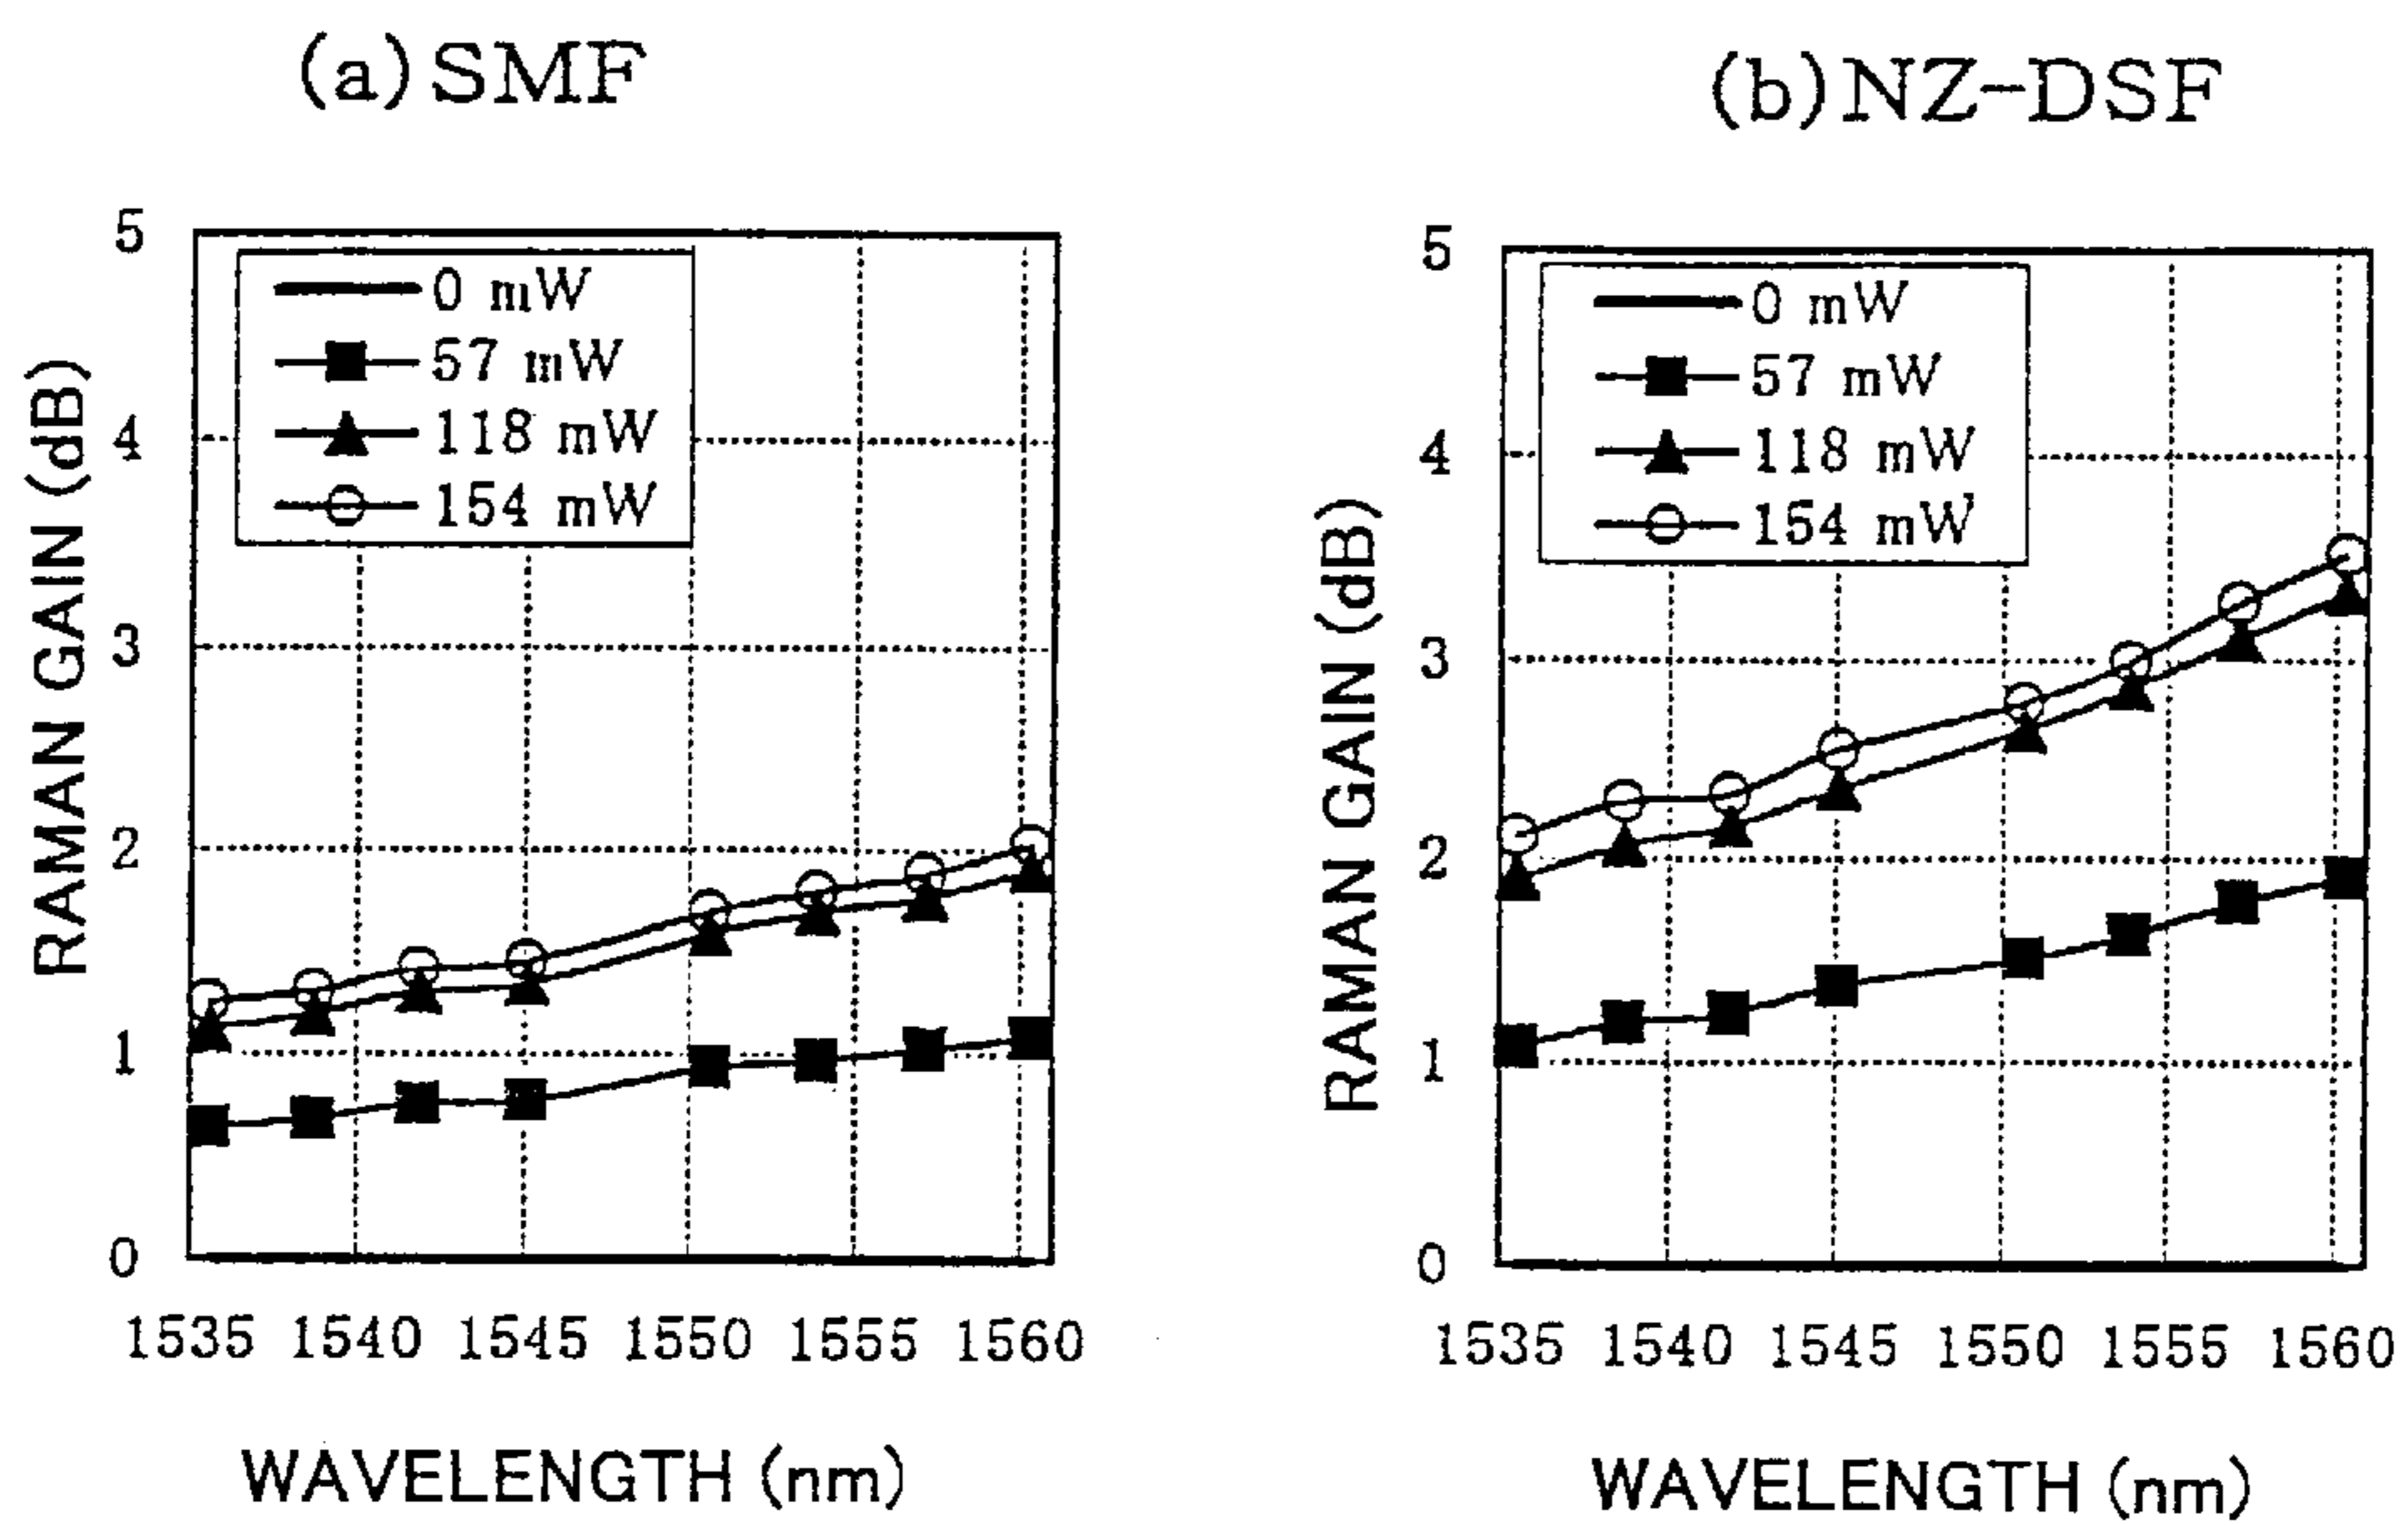 (a) SMF
RAMAN GAIN (dB)
5
4
3
2
1
0
0 mW
57 mW
118 mW
154 mW
1535 1540 1545 1550 1555 1560
WAVELENGTH (nm)
(b) NZ-DSF
RAMAN GAIN (dB)
5
4
3
2
1
0
0 mW
57 mW
118 mW
154 mW
1535 1540 1545 1550 1555 1560
WAVELENGTH (nm)